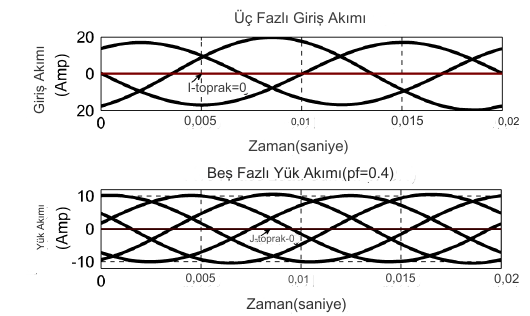 Üç Fazlı Giriş Akımı
Giriş Akımı
(Amp)
20
0
20
I-toprak=0
0
0,005
0,01
0,015
0,02
Zaman(saniye)
Beş Fazlı Yük Akımı(pf=0.4)
Yük Akımı
(Amp)
10
0
-10
toprak-0
0
0,005
0,01
0,015
0,02
Zaman(saniye)